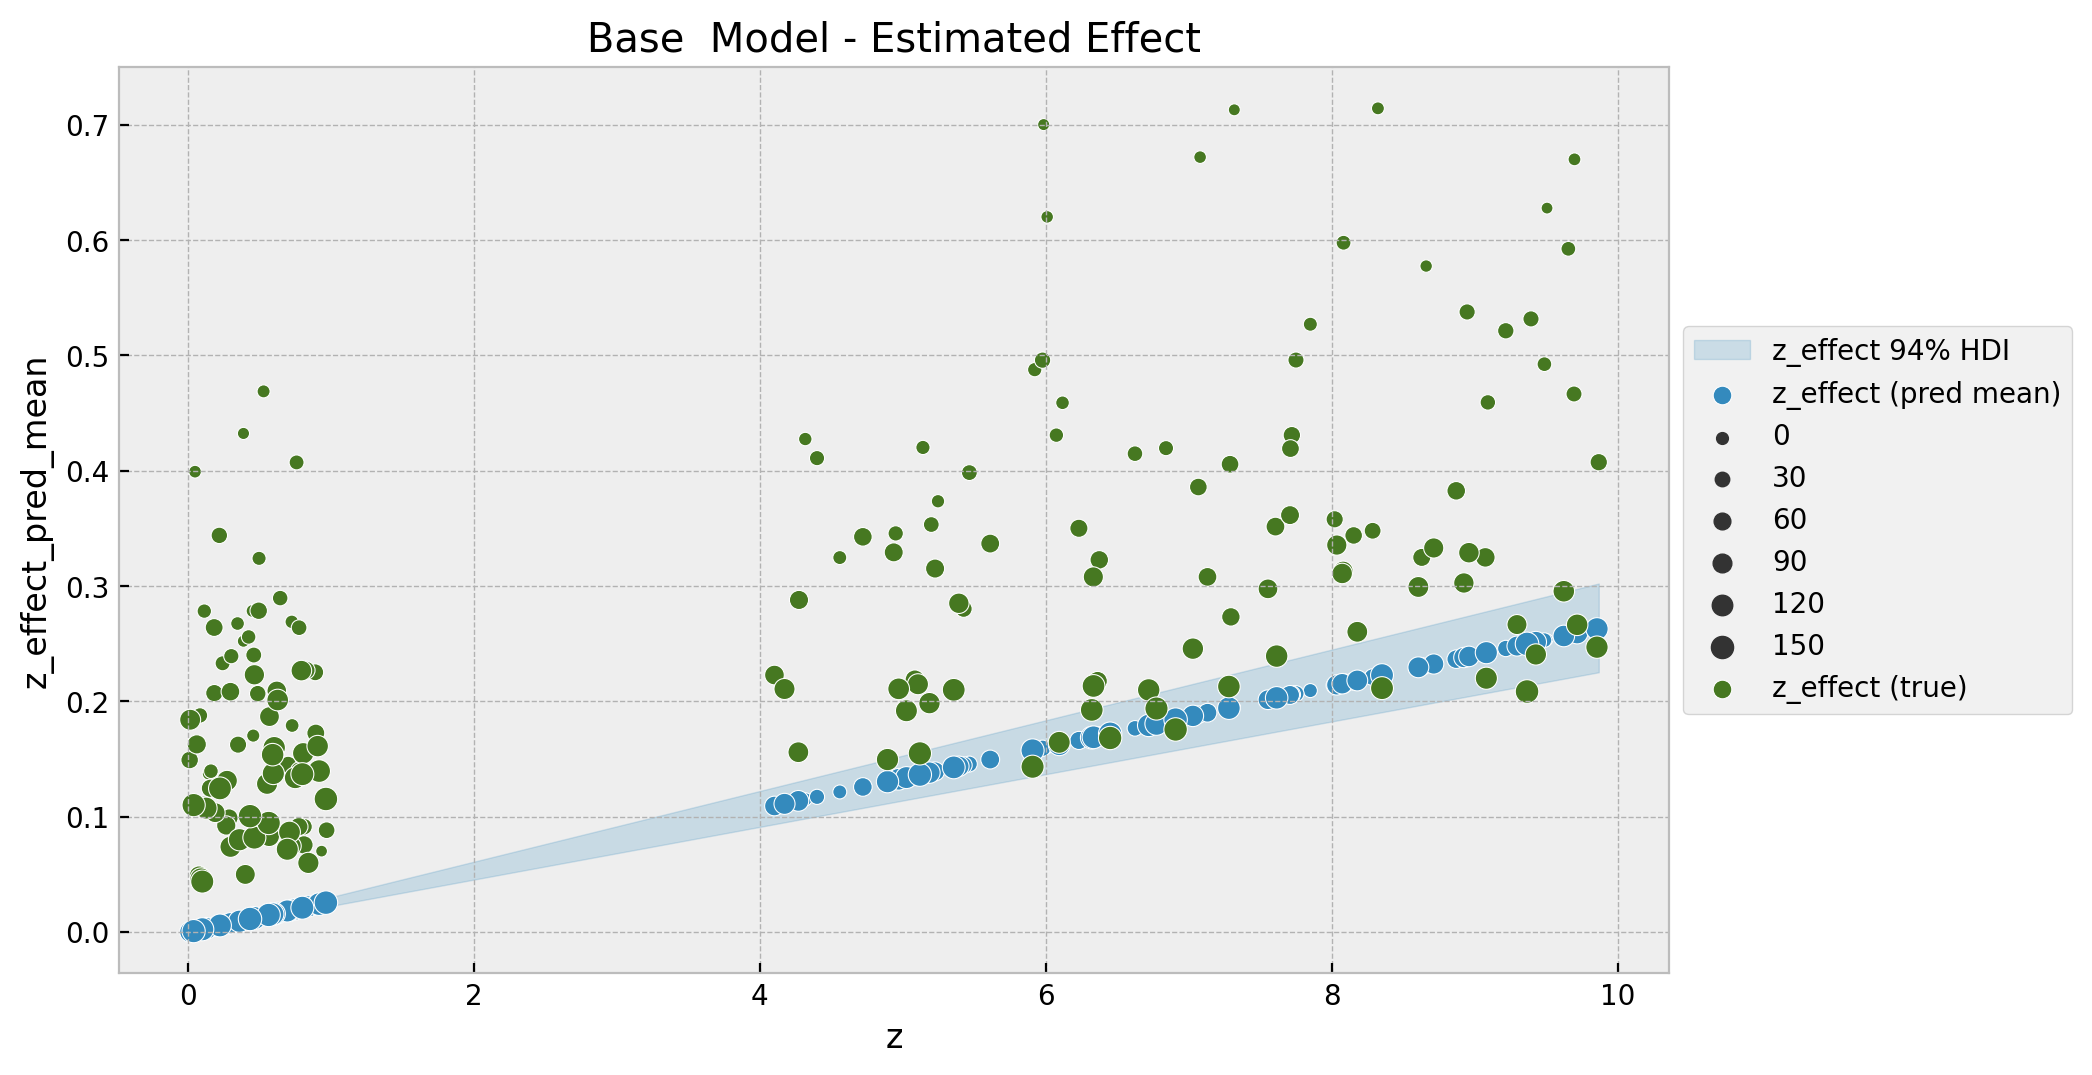 Base  Model - Estimated Effect
z_effect_pred_mean
0.7
0.6
0.5
0.4
0.3
0.2
0.1
0.0
0 2 4 6 8 10
z
z_effect 94% HDI
z_effect (pred mean)
0
30
60
90
120
150
z_effect (true)